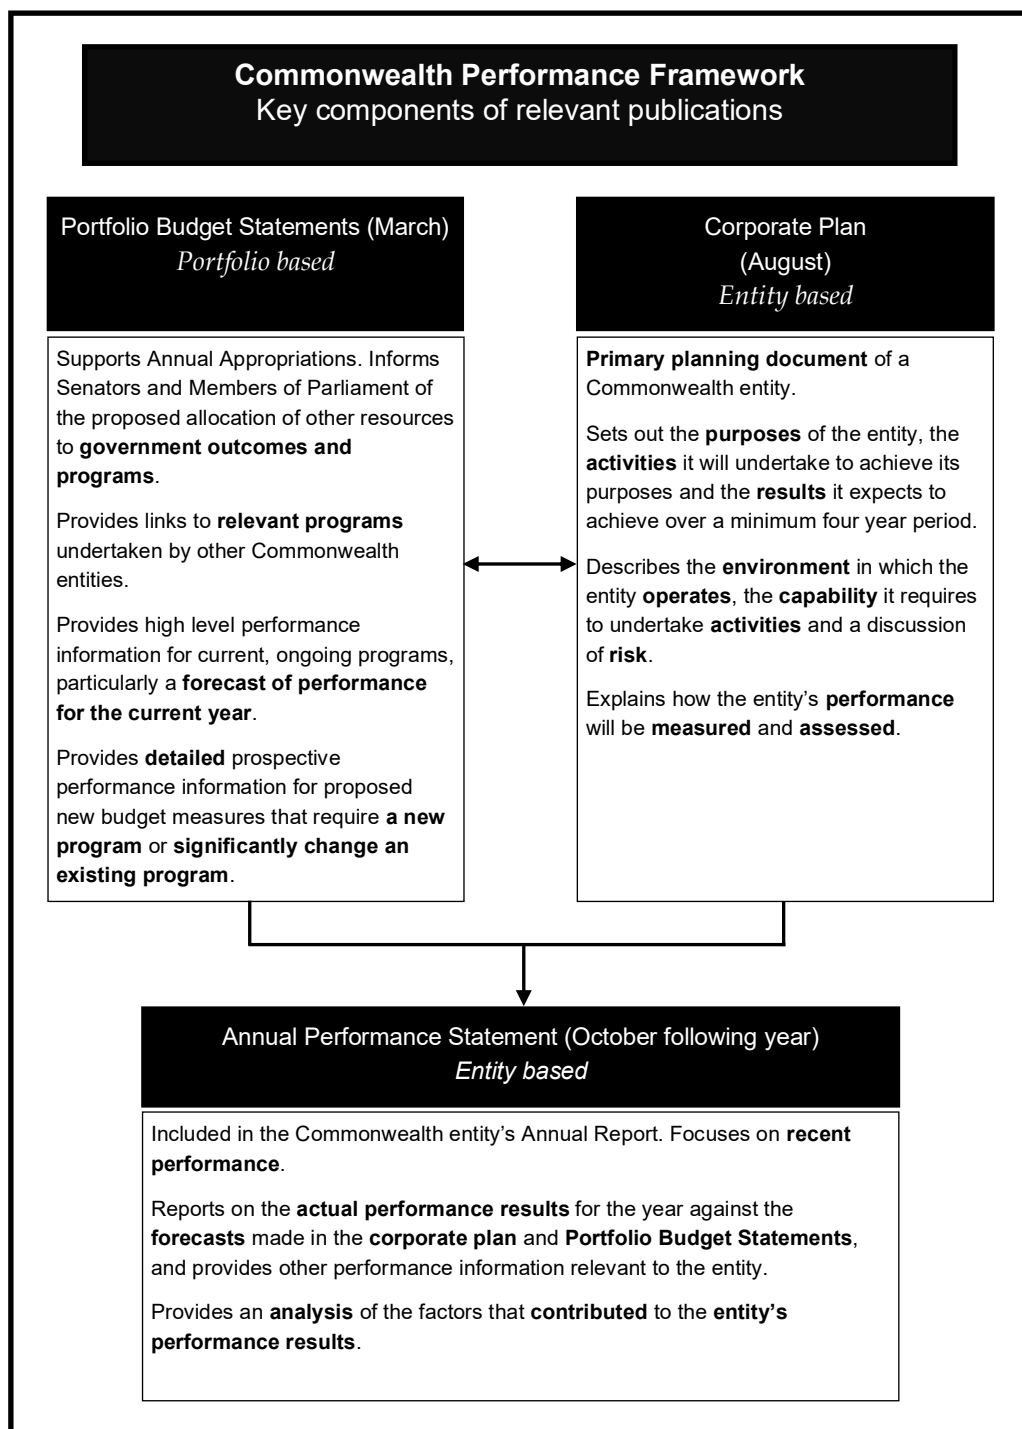 Commonwealth Performance Framework
Key components of relevant publications
Portfolio Budget Statements (March)
Portfolio based
Supports Annual Appropriations. Informs
Senators and Members of Parliament of
the proposed allocation of other resources
to government outcomes and
programs.
Provides links to relevant programs
undertaken by other Commonwealth
entities.
Provides high level performance
information for current, ongoing programs,
particularly a forecast of performance
for the current year.
Provides detailed prospective
performance information for proposed
new budget measures that require a new
program or significantly change an
existing program.
Corporate Plan
(August)
Entity based
Primary planning document of a
Commonwealth entity.
Sets out the purposes of the entity, the
activities it will undertake to achieve its
purposes and the results it expects to
achieve over a minimum four year period.
Describes the environment in which the
entity operates, the capability it requires
to undertake activities and a discussion
of risk.
Explains how the entity’s performance
will be measured and assessed.
Annual Performance Statement (October following year)
Entity based
Included in the Commonwealth entity’s Annual Report. Focuses on recent
performance.
Reports on the actual performance results for the year against the
forecasts made in the corporate plan and Portfolio Budget Statements,
and provides other performance information relevant to the entity.
Provides an analysis of the factors that contributed to the entity’s
performance results.